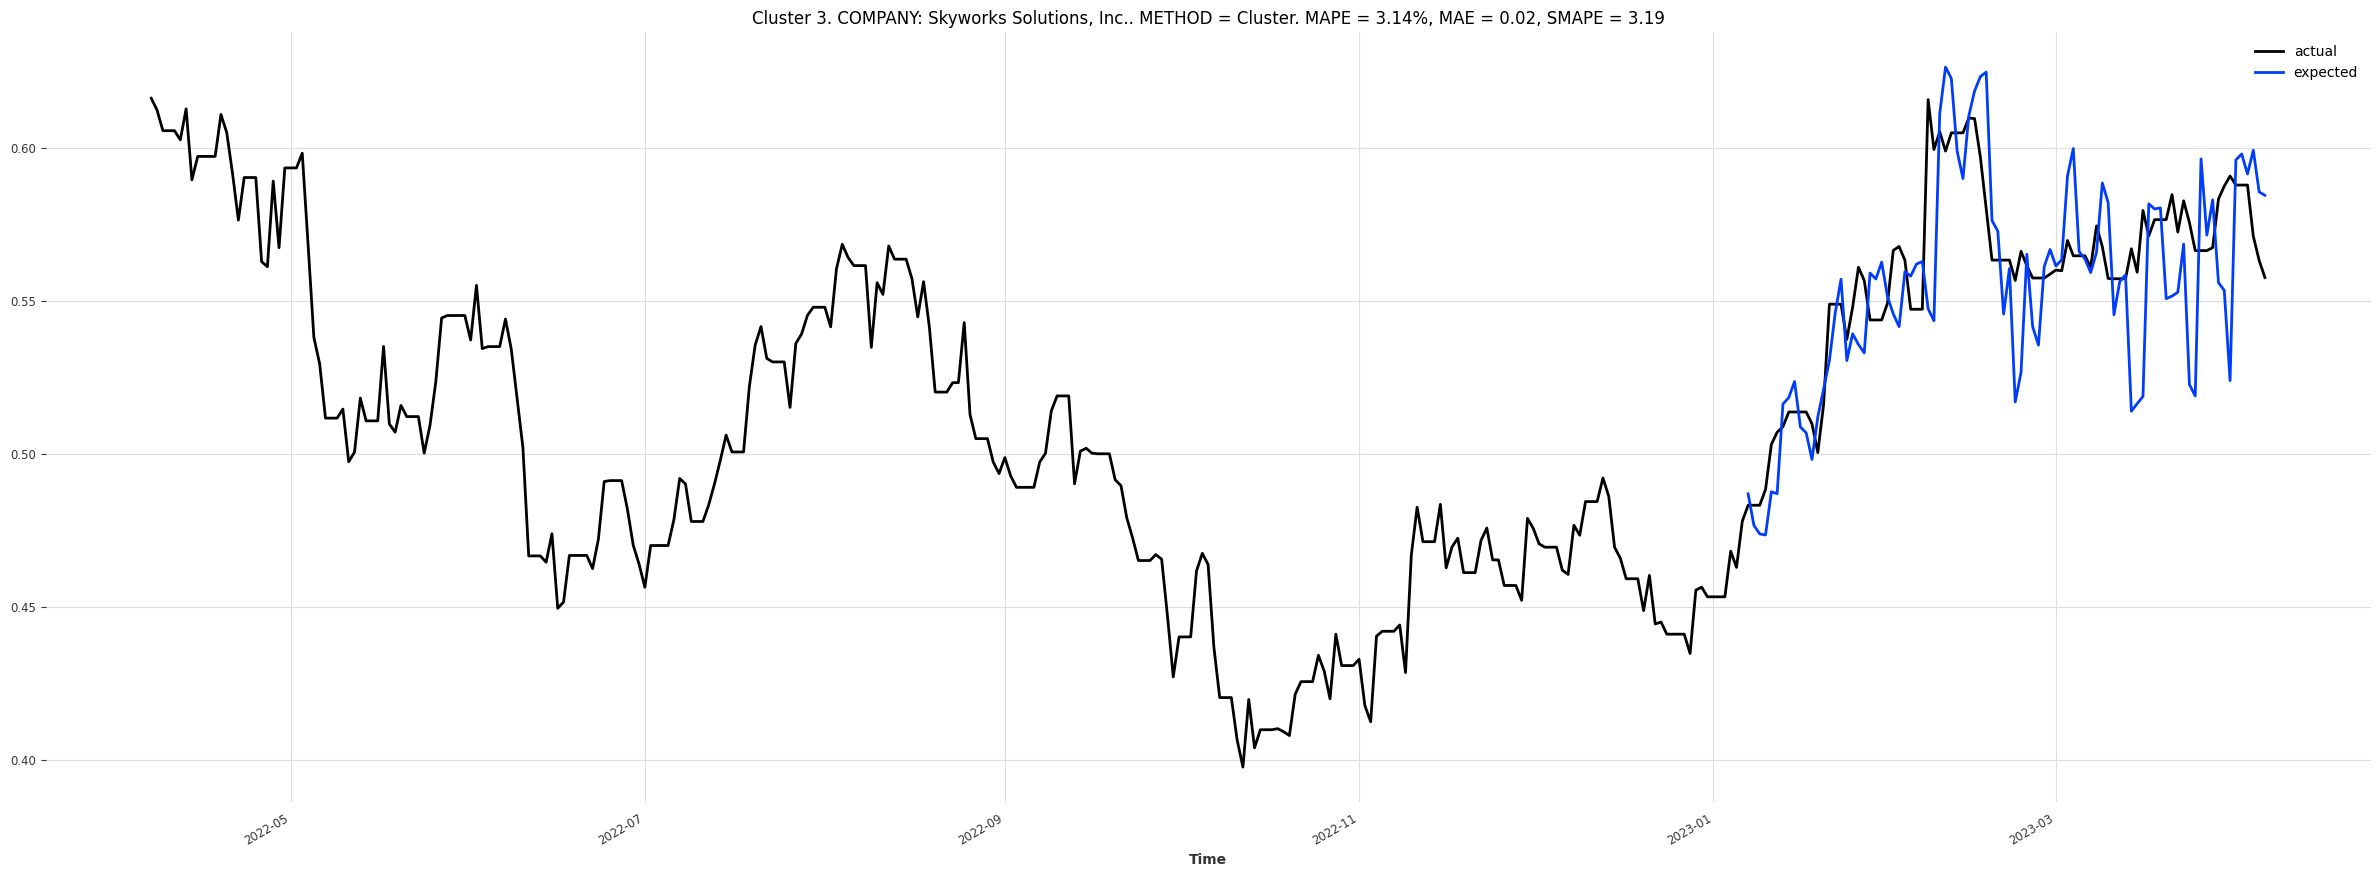 Cluster 3. COMPANY: Skyworks Solutions, Inc.. METHOD = Cluster. MAPE = 3.14%, MAE = 0.02, SMAPE = 3.19
actual
expected
0.60
0.55
0.50
0.45
0.40
2022-05
2022-07
2022-09
2022-11
2023-01
2023-03
Time